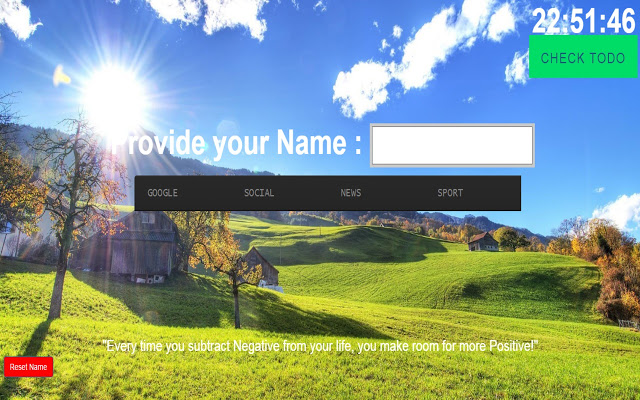 22:51:46
CHECK TODO
Provide your Name :
GOOGLE SOCIAL NEWS SPORT
"Every time you subtract Negative from your life, you make room for more Positive!"
Reset Name